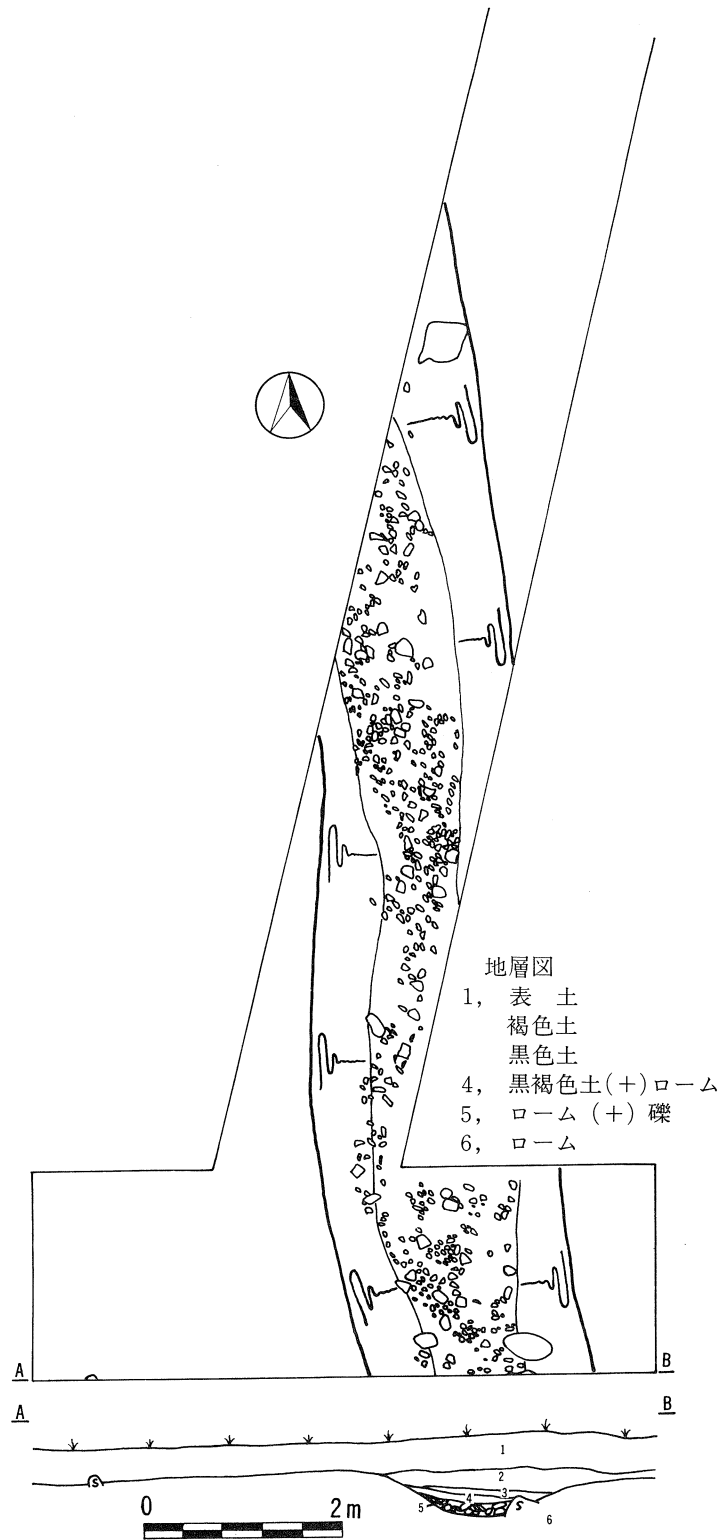 地層図
1, 表 土
褐色土
黒色土
4, 黒褐色土(+)ローム
5, ローム (+) 礫
6, ローム
A B
A B
1
2
S
3
4
5
S
6
0 2m